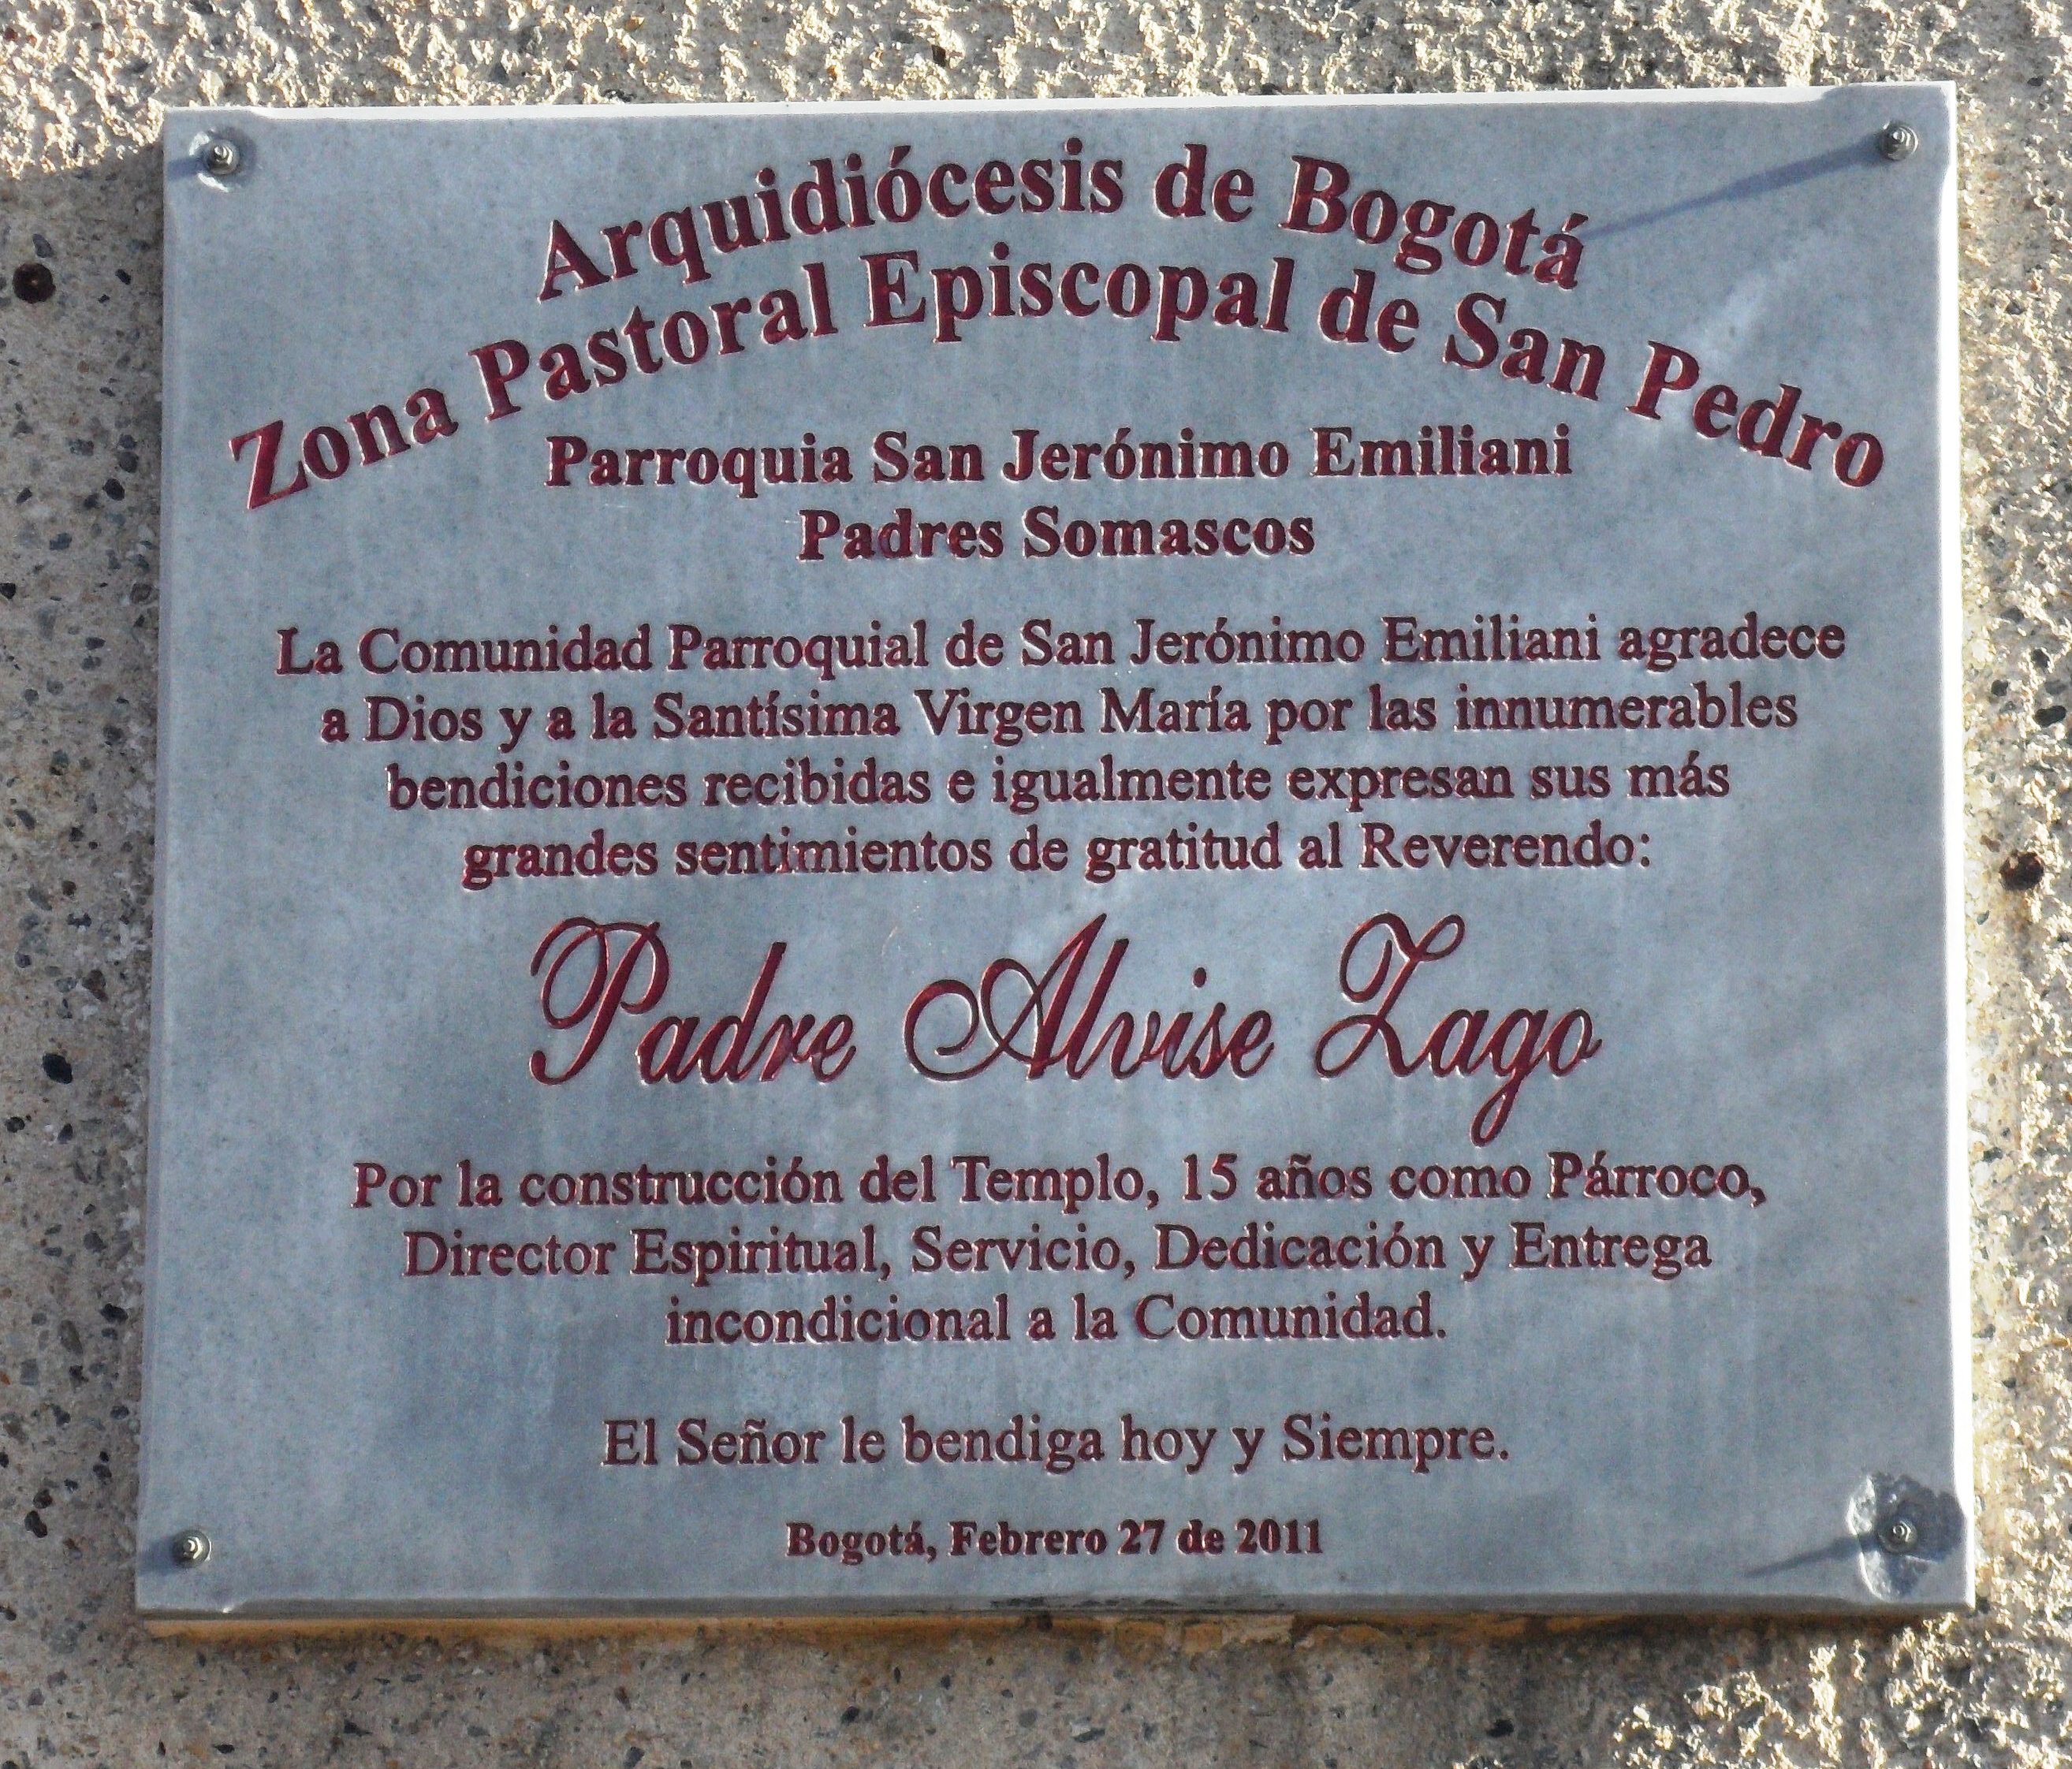 Arquidiócesis de Bogotá
Zona Pastoral Episcopal de San Pedro
Parroquia San Jerónimo Emiliani
Padres Somascos
La Comunidad Parroquial de San Jerónimo Emiliani agradece
a Dios y a la Santísima Virgen María por las innumerables
bendiciones recibidas e igualmente expresan sus más
grandes sentimientos de gratitud al Reverendo:
Padre Alvise Zago
Por la construcción del Templo, 15 años como Párroco,
Director Espiritual, Servicio, Dedicación y Entrega
incondicional a la Comunidad.
El Señor le bendiga hoy y Siempre.
Bogotá, Febrero 27 de 2011